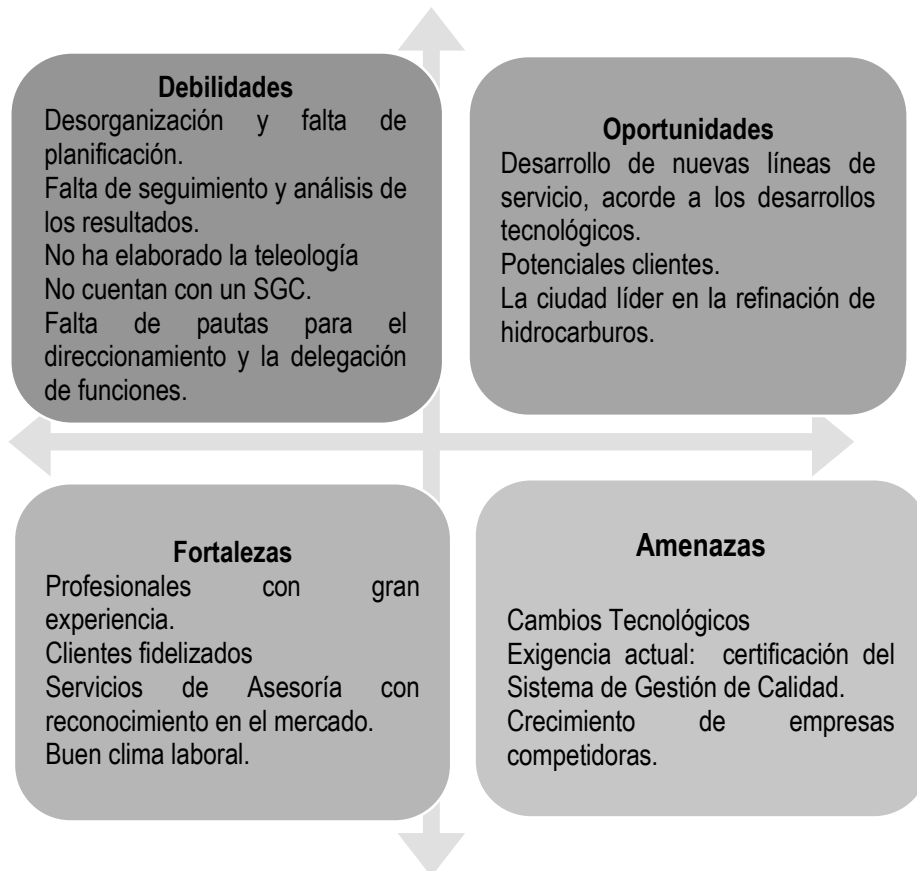 Debilidades
Desorganización y falta de
planificación.
Falta de seguimiento y análisis de
los resultados.
No ha elaborado la teleología
No cuentan con un SGC.
Falta de pautas para el
direccionamiento y la delegación
de funciones.
Oportunidades
Desarrollo de nuevas líneas de
servicio, acorde a los desarrollos
tecnológicos.
Potenciales clientes.
La ciudad líder en la refinación de
hidrocarburos.
Fortalezas
Profesionales con gran
experiencia.
Clientes fidelizados
Servicios de Asesoría con
reconocimiento en el mercado.
Buen clima laboral.
Amenazas
Cambios Tecnológicos
Exigencia actual: certificación del
Sistema de Gestión de Calidad.
Crecimiento de empresas
competidoras.